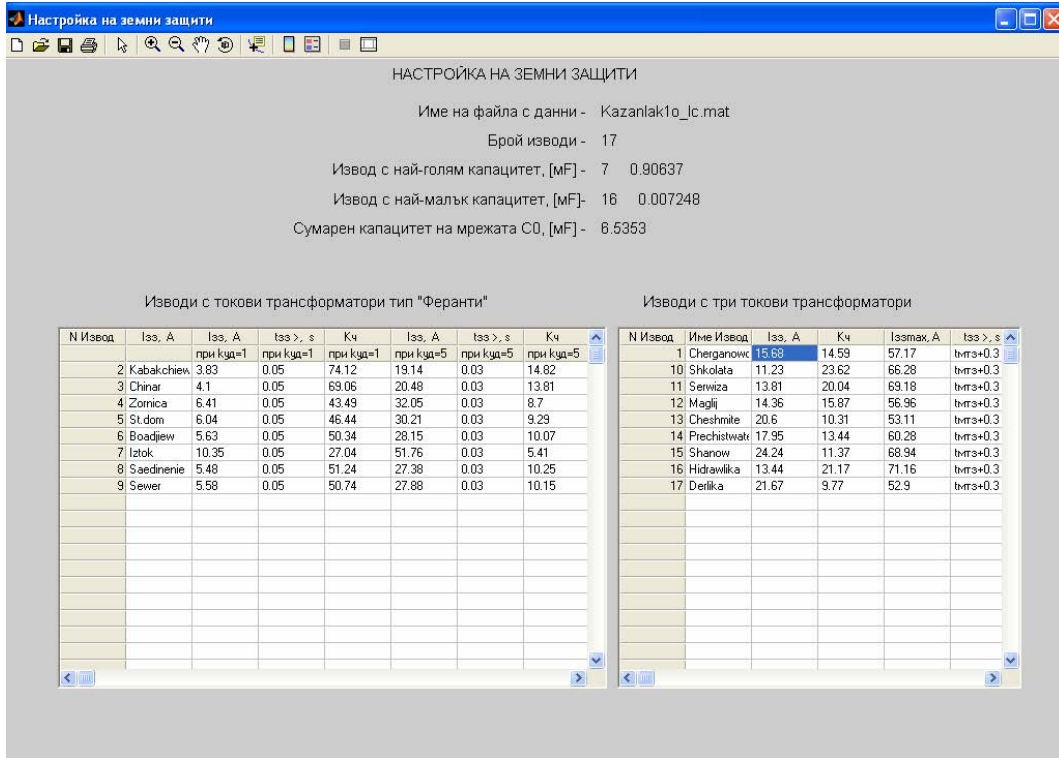 Настройка на земни защити
НАСТРОЙКА НА ЗЕМНИ ЗАЩИТИ
Име на файла с данни - Kazanlak1o_Ic.mat
Брой изводи - 17
Извод с най-голям капацитет, [мF] - 7 0.90637
Извод с най-малък капацитет, [мF]- 16 0.007248
Сумарен капацитет на мрежата C0, [мF] - 6.5353
Изводи с токови трансформатори тип "Феранти"
N Извод Iзз, A Iзз, A tзз >, s Kч Iзз, A tзз >, s Kч
при kуд=1 при kуд=1 при kуд=1 при kуд=5 при kуд=5 при kуд=5
2 Kabakchiew 3.83 0.05 74.12 19.14 0.03 14.82
3 Chinar 4.1 0.05 69.06 20.48 0.03 13.81
4 Zornica 6.41 0.05 43.49 32.05 0.03 8.7
5 St.dom 6.04 0.05 46.44 30.21 0.03 9.29
6 Boadjiew 5.63 0.05 50.34 28.15 0.03 10.07
7 Iztok 10.35 0.05 27.04 51.76 0.03 5.41
8 Saedinenie 5.48 0.05 51.24 27.38 0.03 10.25
9 Sewer 5.58 0.05 50.74 27.88 0.03 10.15
Изводи с три токови трансформатори
N Извод Име Извод Iзз, A Kч Iззmax, A tзз >, s
1 Cherganowo 15.68 14.59 57.17 tмтз+0.3
10 Shkolata 11.23 23.62 66.28 tмтз+0.3
11 Serwiza 13.81 20.04 69.18 tмтз+0.3
12 Maglij 14.36 15.87 56.96 tмтз+0.3
13 Cheshmite 20.6 10.31 53.11 tмтз+0.3
14 Prechistwate 17.95 13.44 60.28 tмтз+0.3
15 Shanow 24.24 11.37 68.94 tмтз+0.3
16 Hidrawlika 13.44 21.17 71.16 tмтз+0.3
17 Derlika 21.67 9.77 52.9 tмтз+0.3